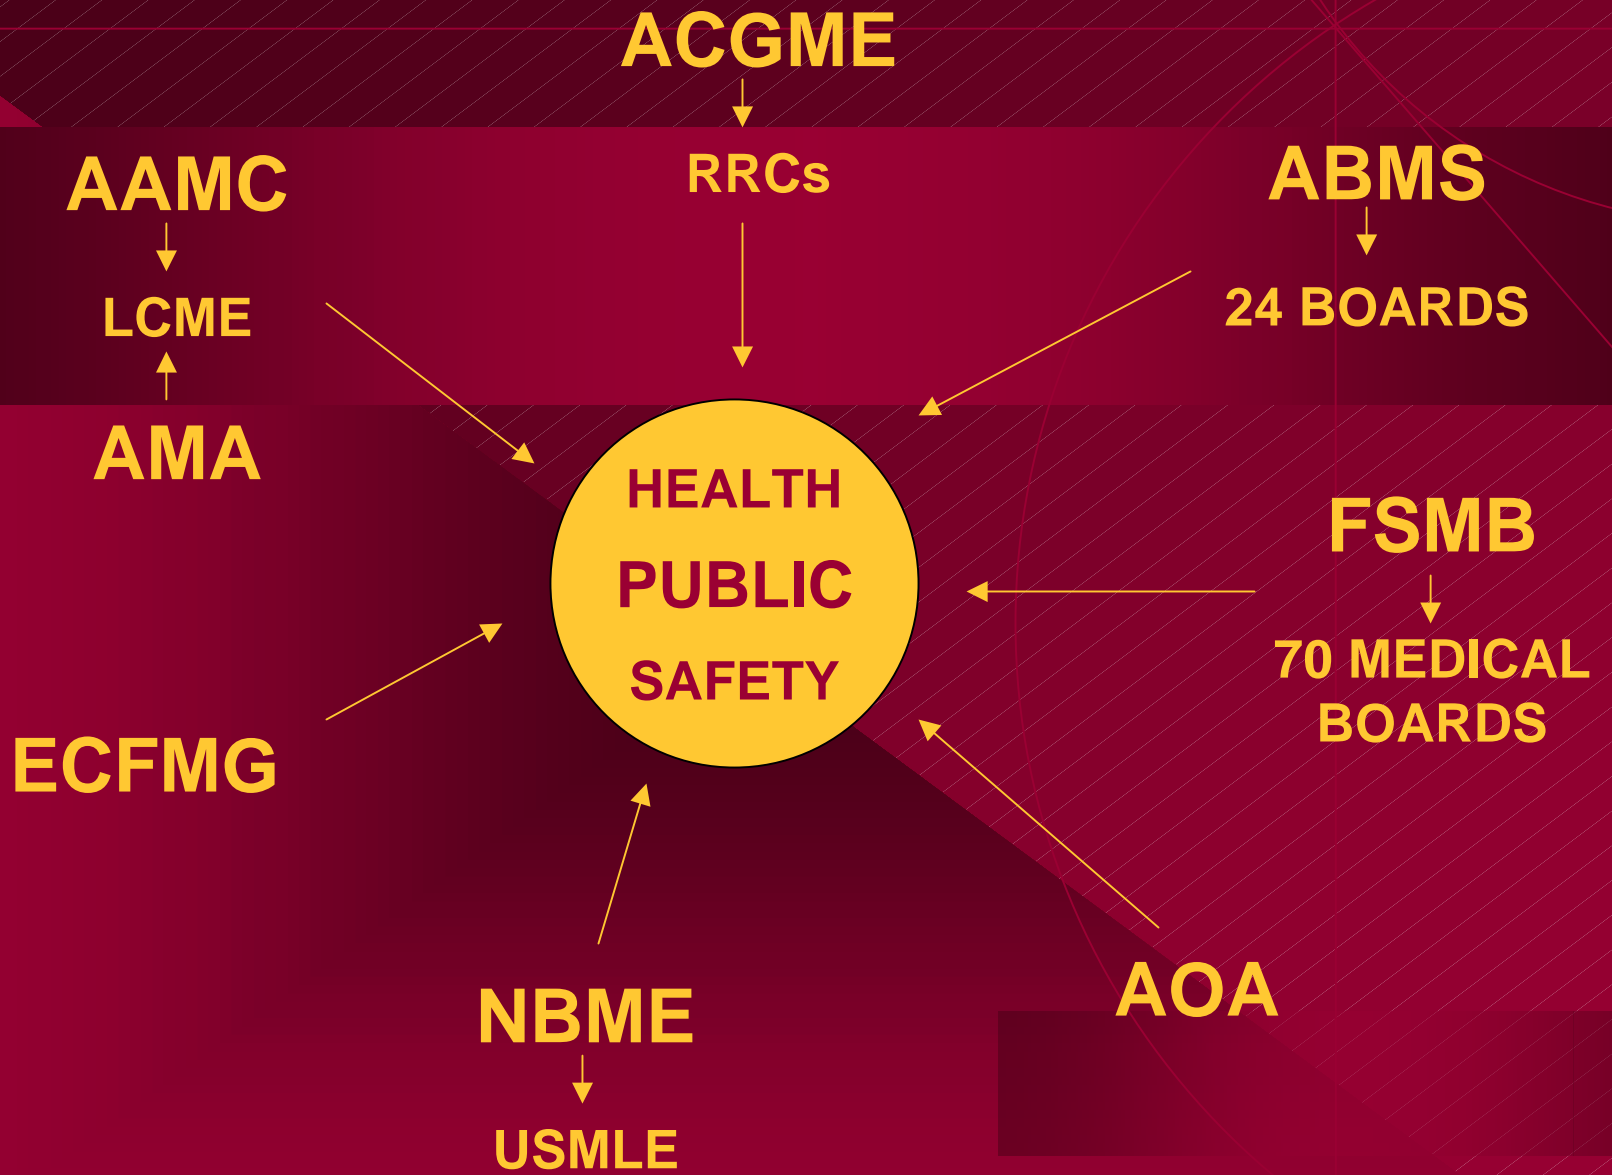 ACGME
RRCs
AAMC
LCME
AMA
ABMS
24 BOARDS
HEALTH
PUBLIC
SAFETY
FSMB
70 MEDICAL
BOARDS
ECFMG
NBME
USMLE
AOA